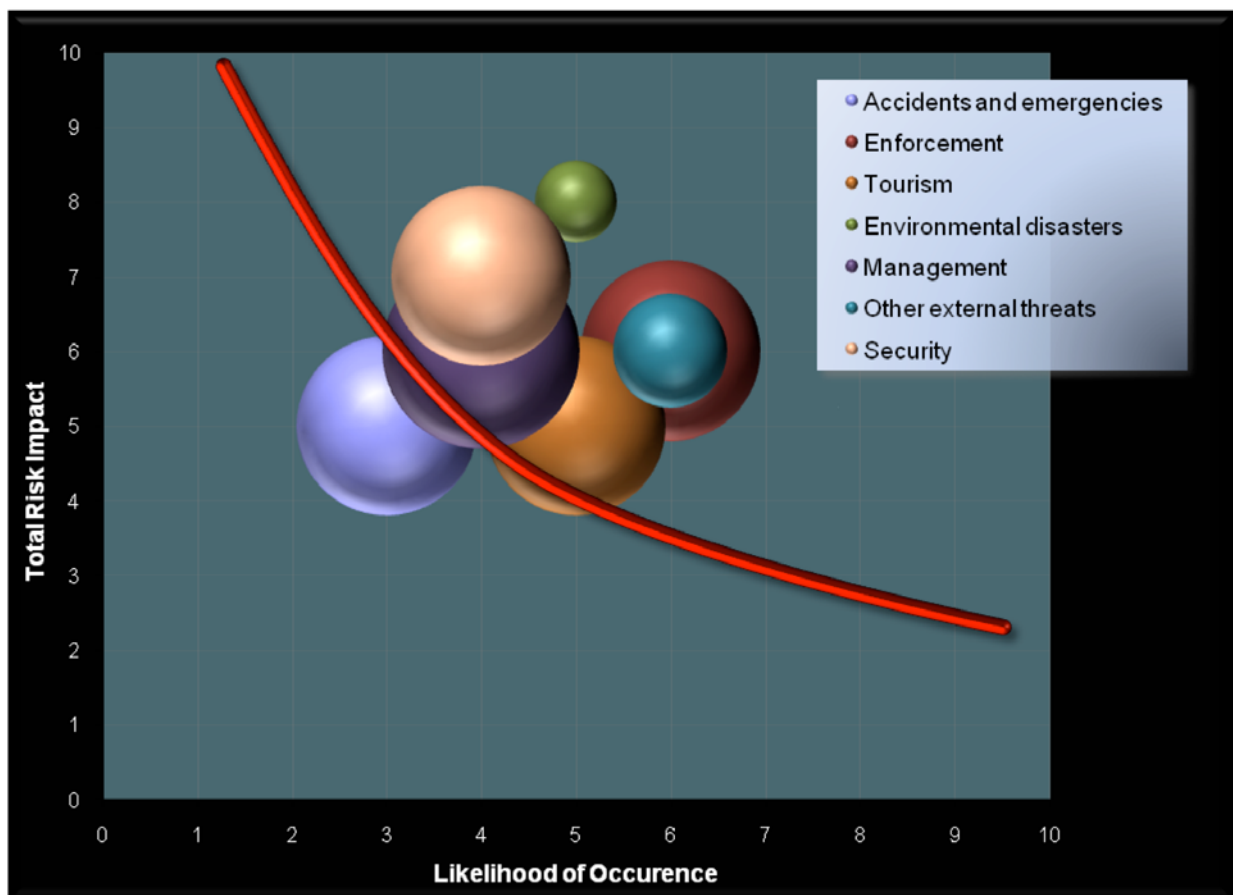 10
9
8
7
6
5
4
3
2
1
0
Total Risk Impact
0 1 2 3 4 5 6 7 8 9 10
Likelihood of Occurence
Accidents and emergencies
Enforcement
Tourism
Environmental disasters
Management
Other external threats
Security